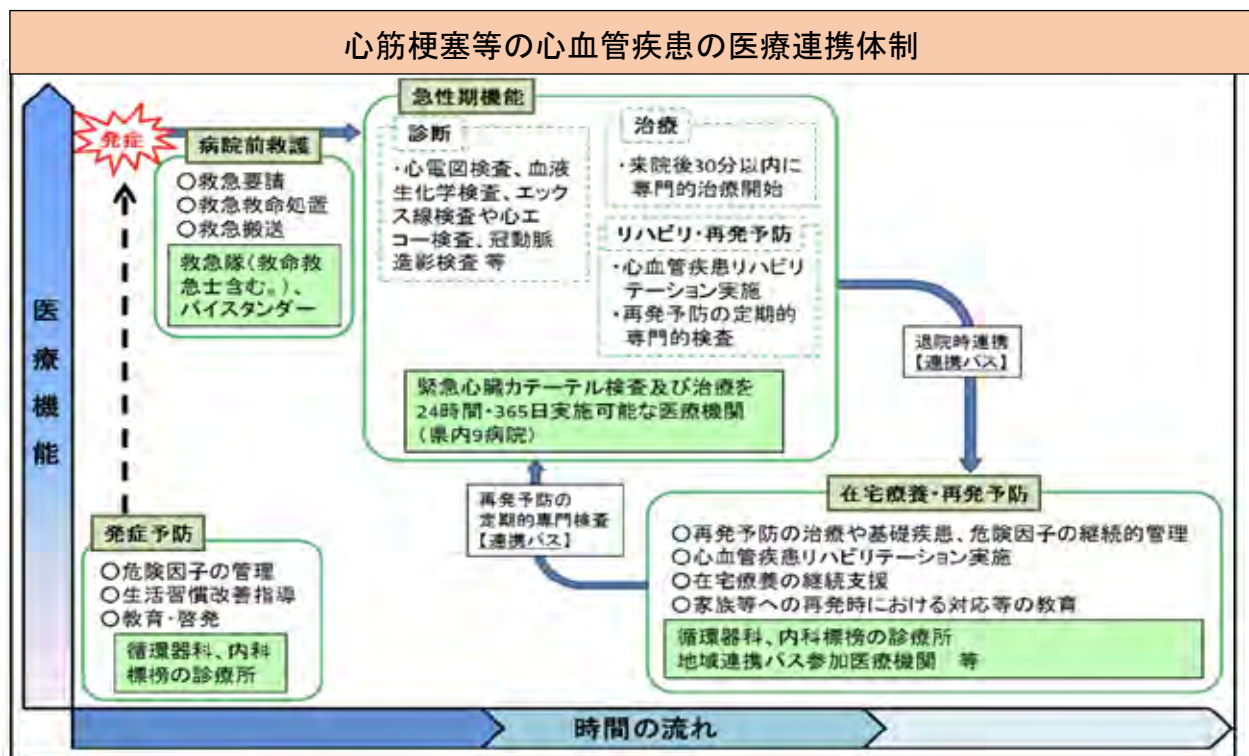 心筋梗塞等の心血管疾患の医療連携体制
医療機能
発症
病院前救護
○救急要請
○救急救命処置
○救急搬送
救急隊(救命救
急士含む。)、
バイスタンダー
急性期機能
診断
・心電図検査、血液
生化学検査、エック
ス線検査や心エ
コー検査、冠動脈
造影検査 等
治療
・来院後30分以内に
専門的治療開始
リハビリ・再発予防
・心血管疾患リハビリ
テーション実施
・再発予防の定期的
専門的検査
緊急心臓カテーテル検査及び治療を
24時間・365日実施可能な医療機関
(県内9病院)
退院時連携
【連携パス】
再発予防の
定期的専門検査
【連携パス】
発症予防
○危険因子の管理
○生活習慣改善指導
○教育・啓発
循環器科、内科
標榜の診療所
在宅療養・再発予防
○再発予防の治療や基礎疾患、危険因子の継続的管理
○心血管疾患リハビリテーション実施
○在宅療養の継続支援
○家族等への再発時における対応等の教育
循環器科、内科標榜の診療所
地域連携パス参加医療機関 等
時間の流れ